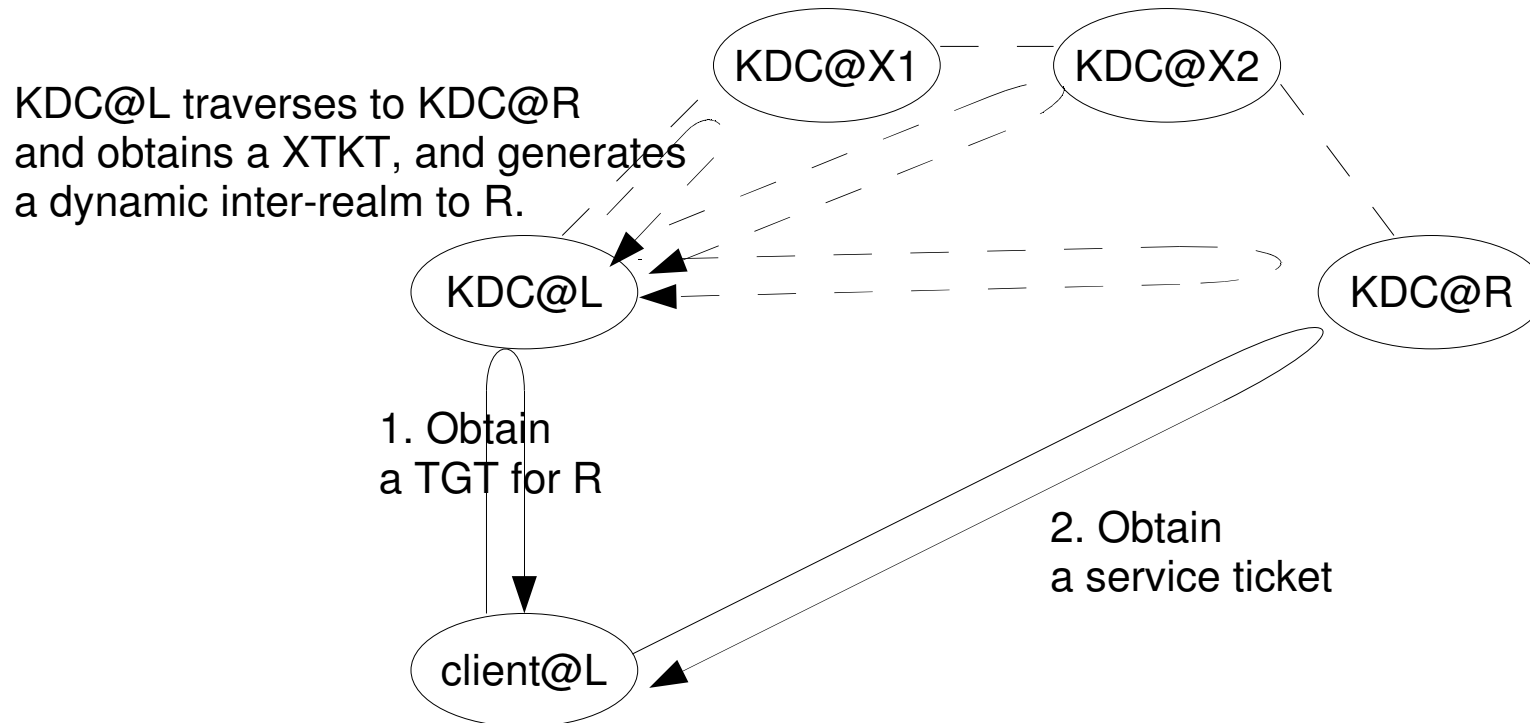 KDC@X1
KDC@X2
KDC@L traverses to KDC@R
and obtains a XTKT, and generates
a dynamic inter-realm to R.
KDC@L
KDC@R
1. Obtain
a TGT for R
2. Obtain
a service ticket
client@L